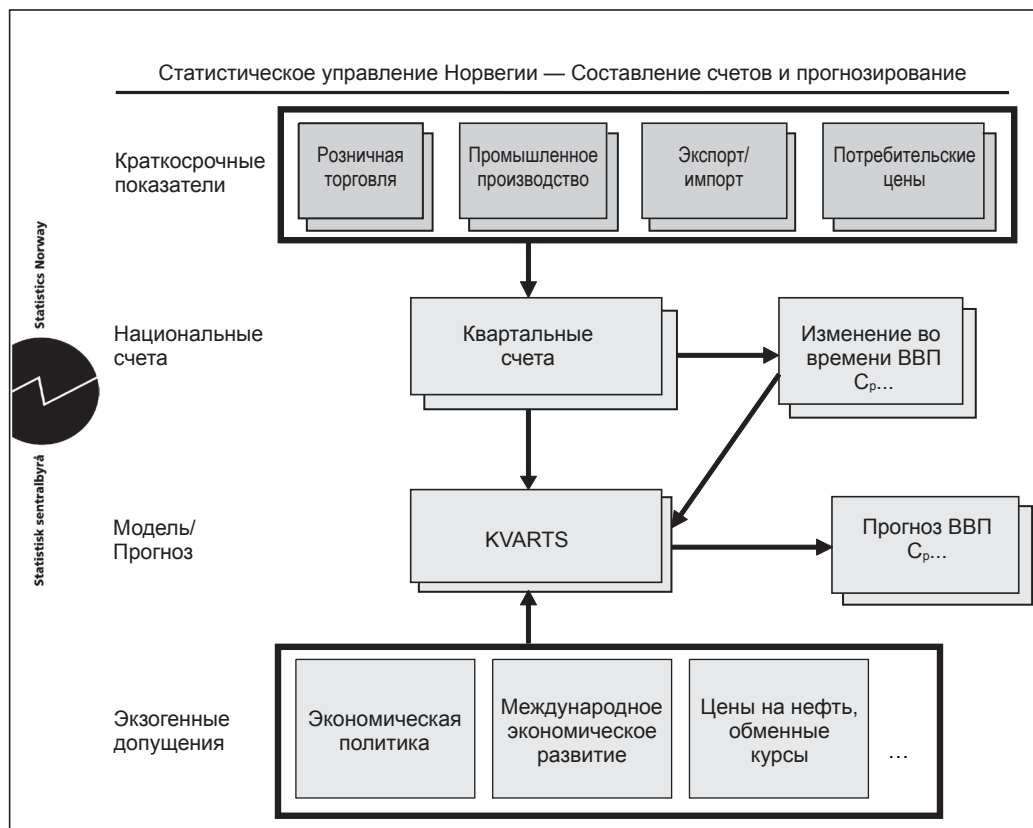 Статистическое управление Норвегии — Составление счетов и прогнозирование
Краткосрочные
показатели
Розничная
торговля
Промышленное
производство
Экспорт/
импорт
Потребительские
цены
Statistics Norway
Statistisk sentralbyrå
Национальные
счета
Квартальные
счета
Изменение во
времени ВВП
Cp...
Модель/
Прогноз
KVARTS
Прогноз ВВП
Cp...
Экзогенные
допущения
Экономическая
политика
Международное
экономическое
развитие
Цены на нефть,
обменные
курсы
...